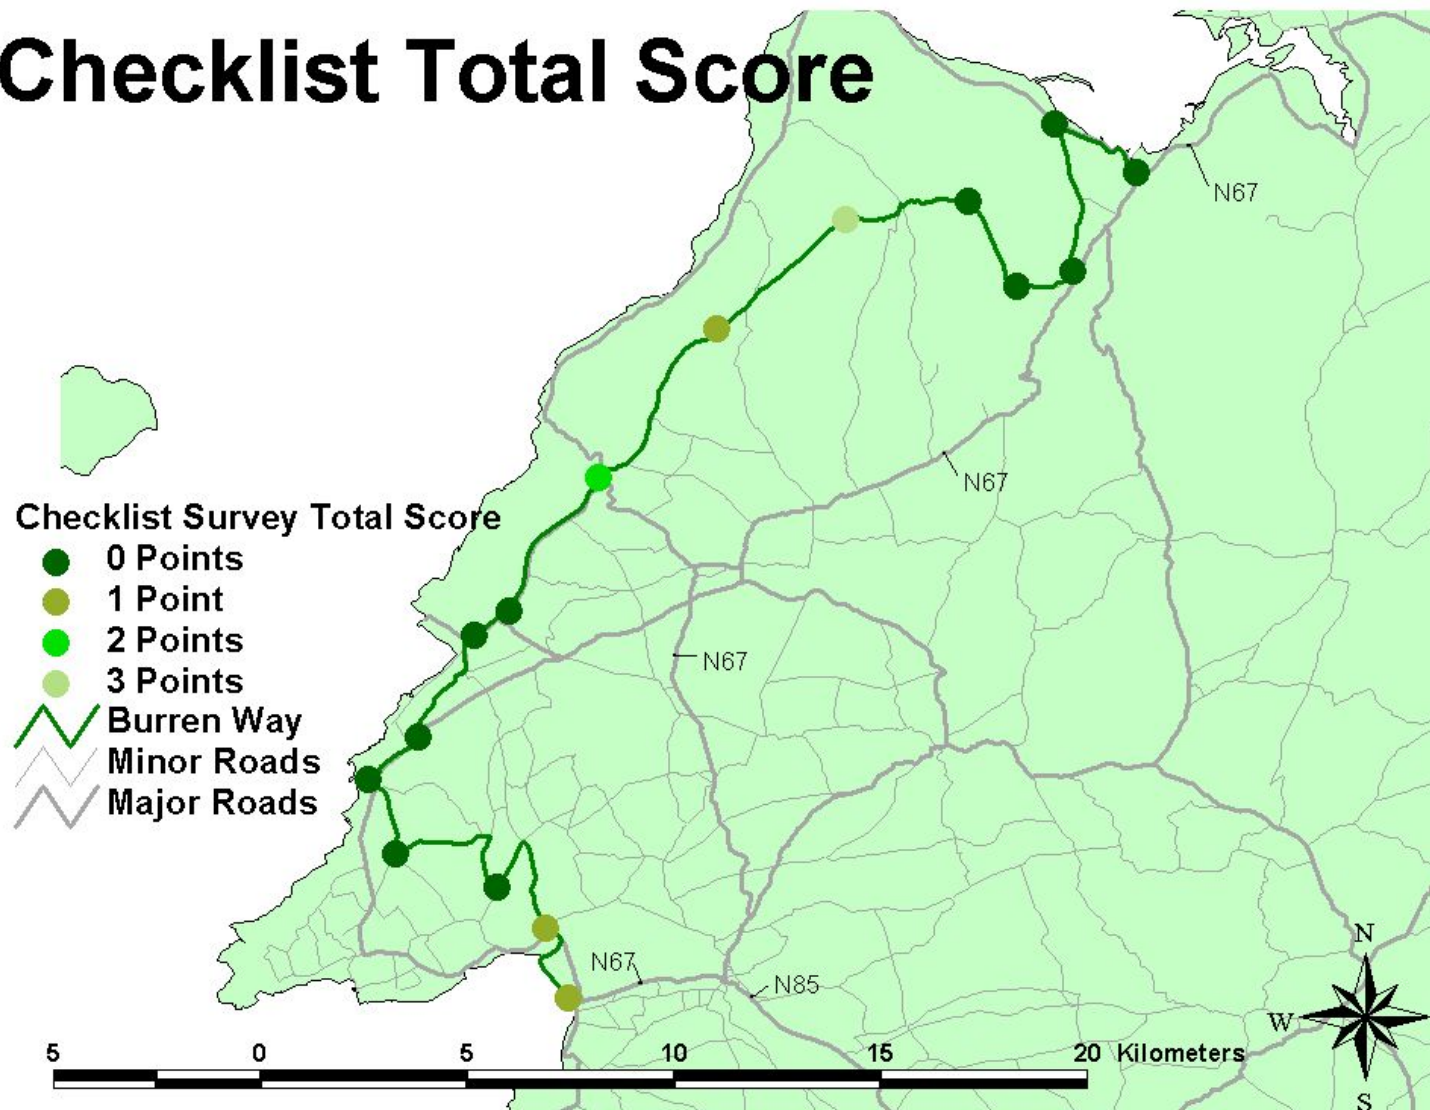 Checklist Total Score
N67
N67
Checklist Survey Total Score
0 Points
1 Point
2 Points
3 Points
N67
Burren Way
Minor Roads
Major Roads
N
N67
N85
W
5 0 5 10 15 20 Kilometers
S